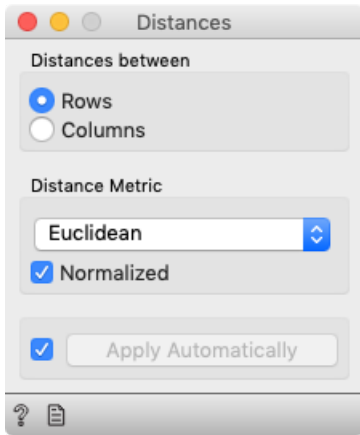 Distances
Distances between
Rows
Columns
Distance Metric
Euclidean
Normalized
Apply Automatically
?